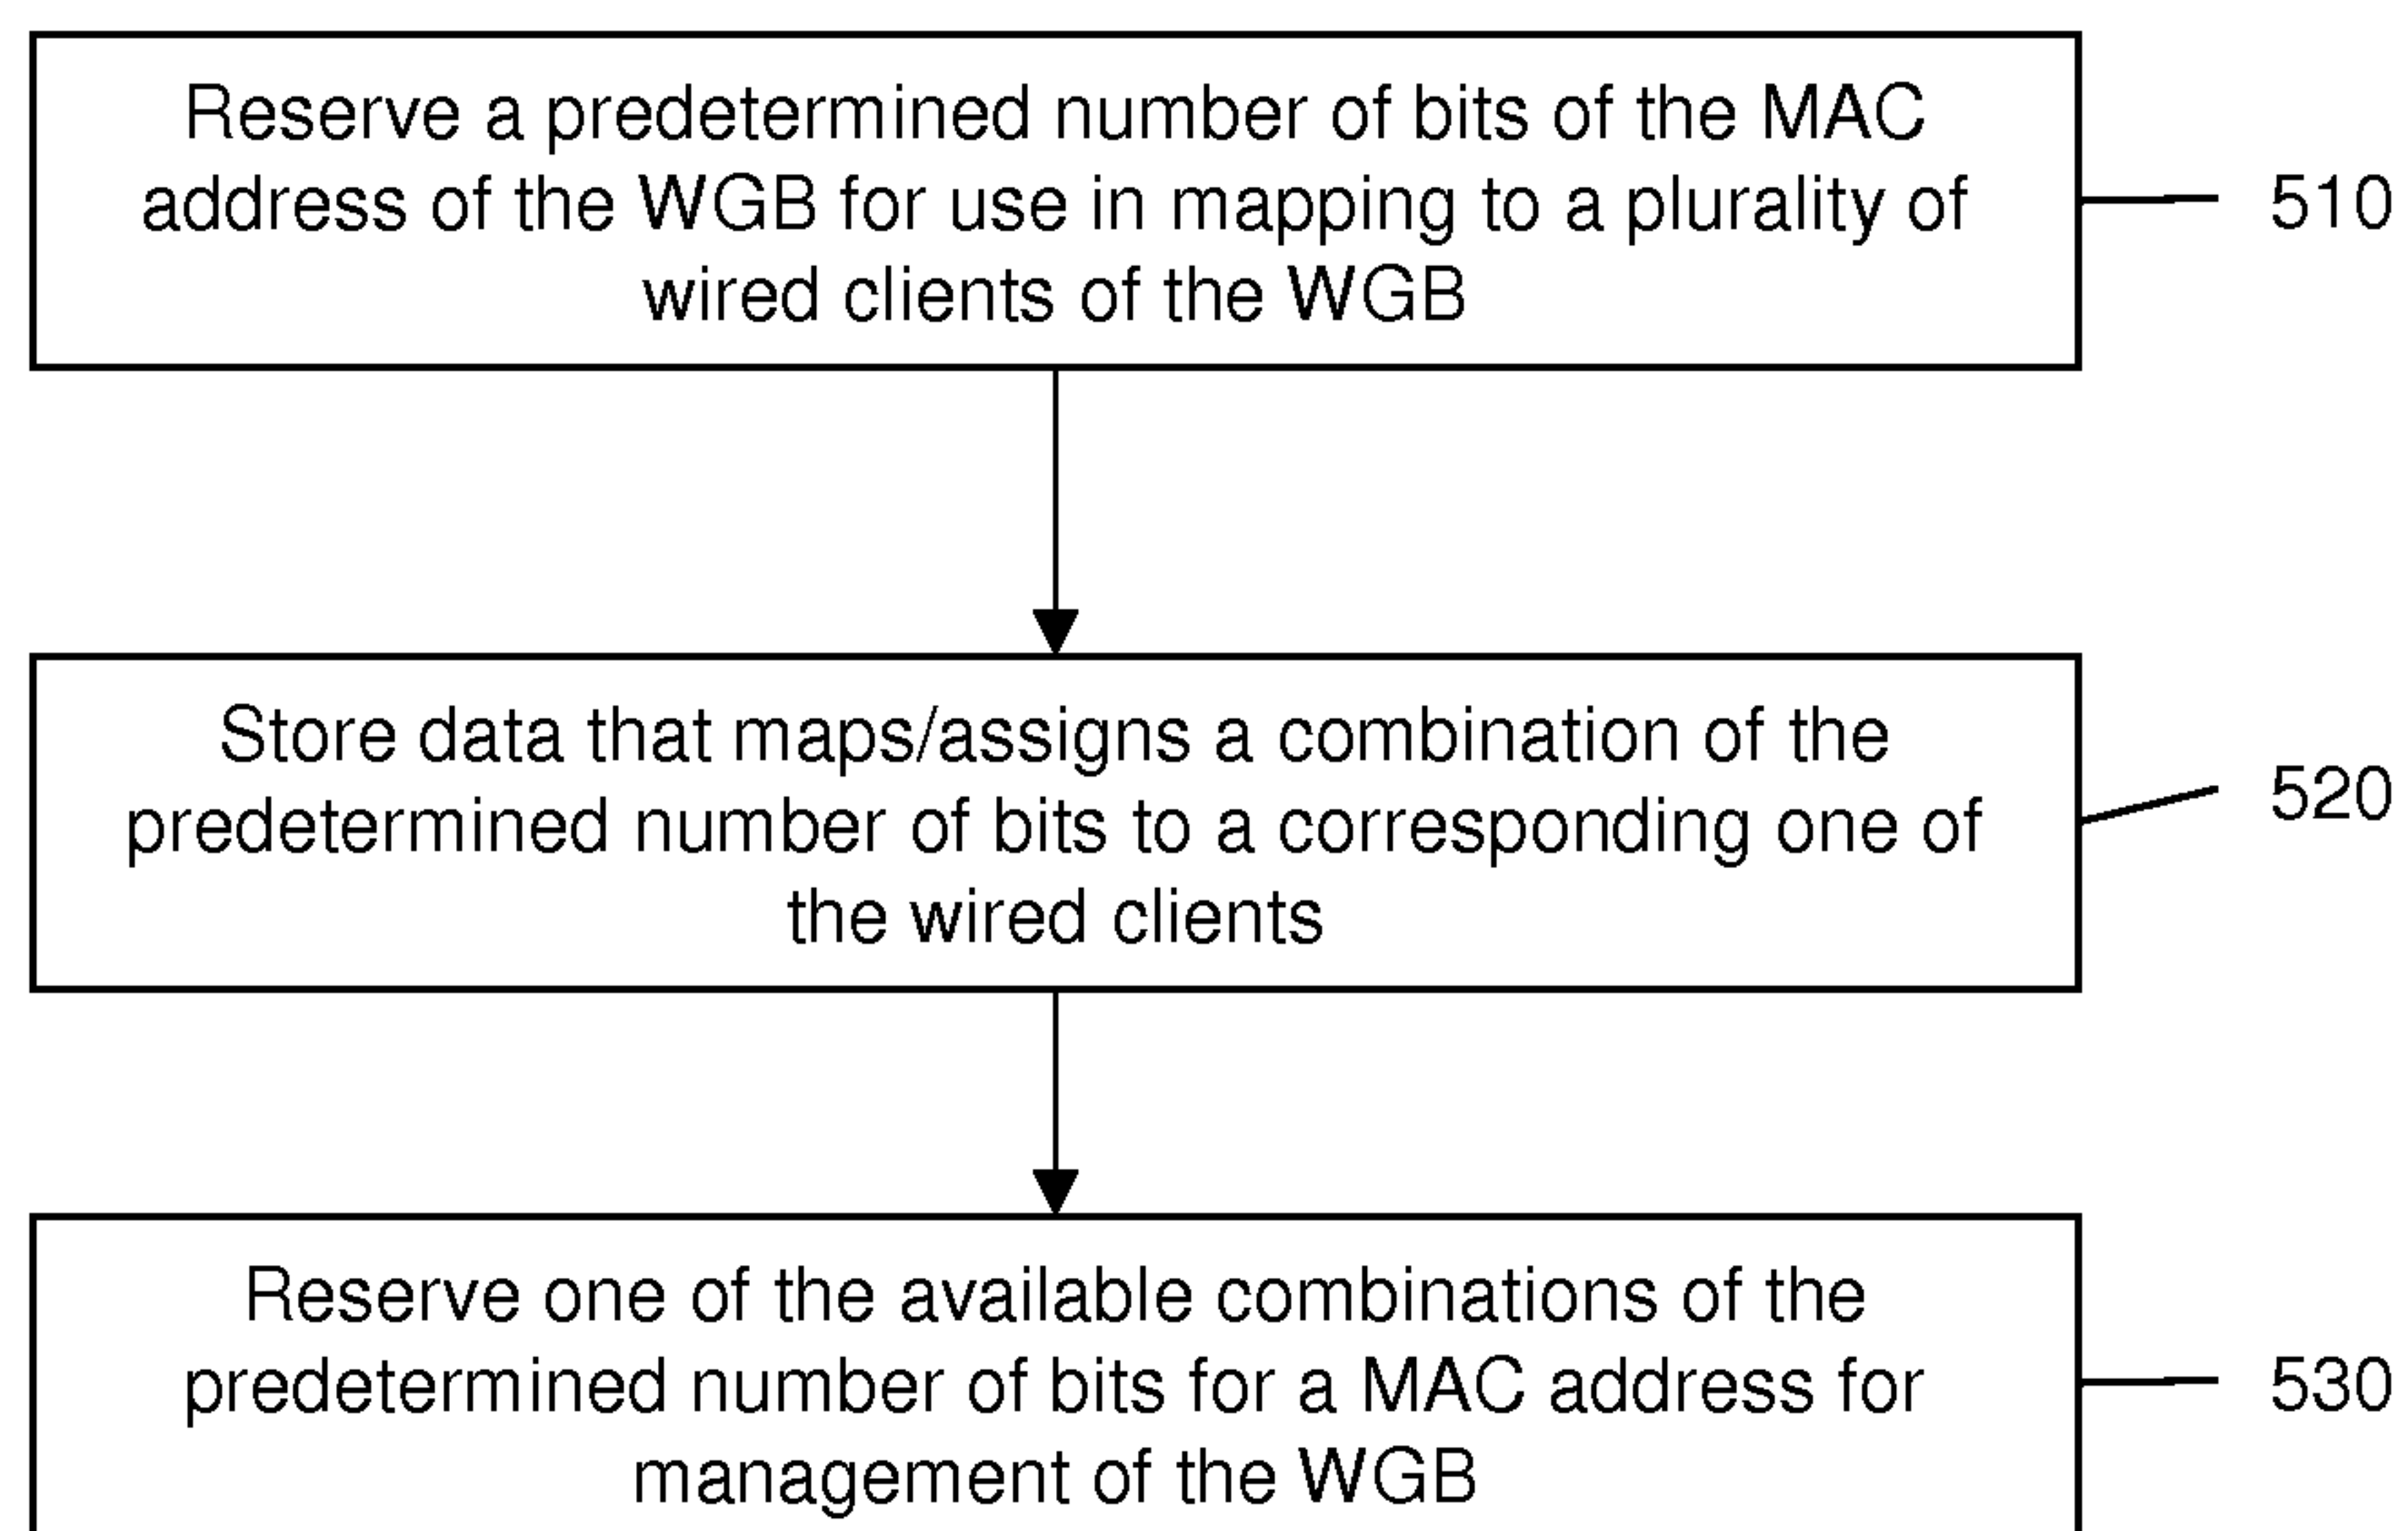 Reserve a predetermined number of bits of the MAC
address of the WGB for use in mapping to a plurality of
wired clients of the WGB
510
Store data that maps/assigns a combination of the
predetermined number of bits to a corresponding one of
the wired clients
520
Reserve one of the available combinations of the
predetermined number of bits for a MAC address for
management of the WGB
530